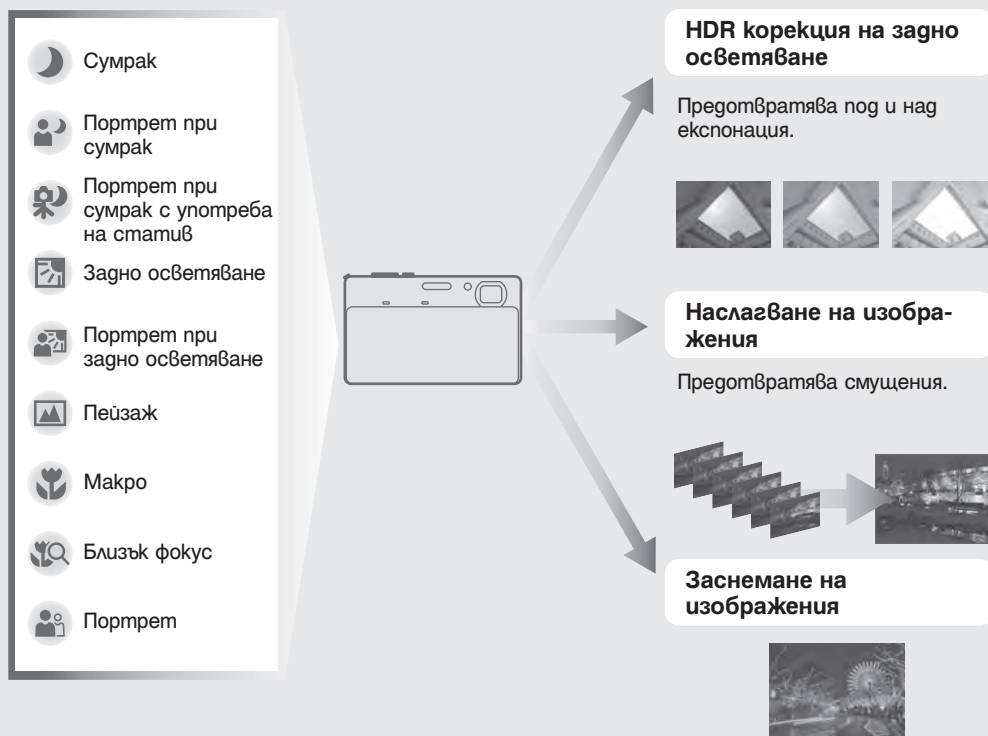 Сумрак
Портрет при
сумрак
Портрет при
сумрак с употреба
на статив
Задно осветяване
Портрет при
задно осветяване
Пейзаж
Макро
Близък фокус
Портрет
HDR корекция на задно
осветяване
Предотвратява под и над
експонация.
Наслагване на изобра-
жения
Предотвратява смущения.
Заснемане на
изображения